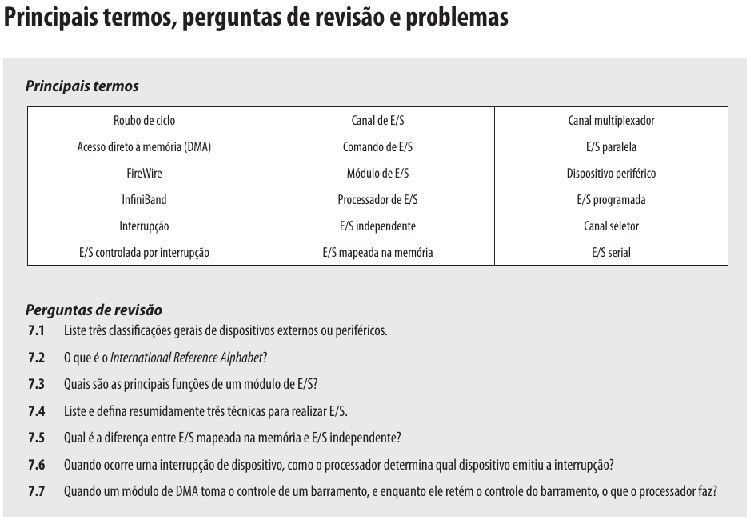 Principais termos, perguntas de revisão e problemas
Principais termos
Roubo de ciclo Canal de E/S Canal multiplexador
Acesso direto à memória (DMA) Comando de E/S E/S paralela
FireWire Módulo de E/S Dispositivo periférico
InfiniBand Processador de E/S E/S programada
Interrupção E/S independente Canal seletor
E/S controlada por interrupção E/S mapeada na memória E/S serial
Perguntas de revisão
7.1 Liste três classificações gerais de dispositivos externos ou periféricos.
7.2 O que é o International Reference Alphabet?
7.3 Quais são as principais funções de um módulo de E/S?
7.4 Liste e defina resumidamente três técnicas para realizar E/S.
7.5 Qual é a diferença entre E/S mapeada na memória e E/S independente?
7.6 Quando ocorre uma interrupção de dispositivo, como o processador determina qual dispositivo emitiu a interrupção?
7.7 Quando um módulo de DMA toma o controle de um barramento, e enquanto ele retém o controle do barramento, o que o processador faz?